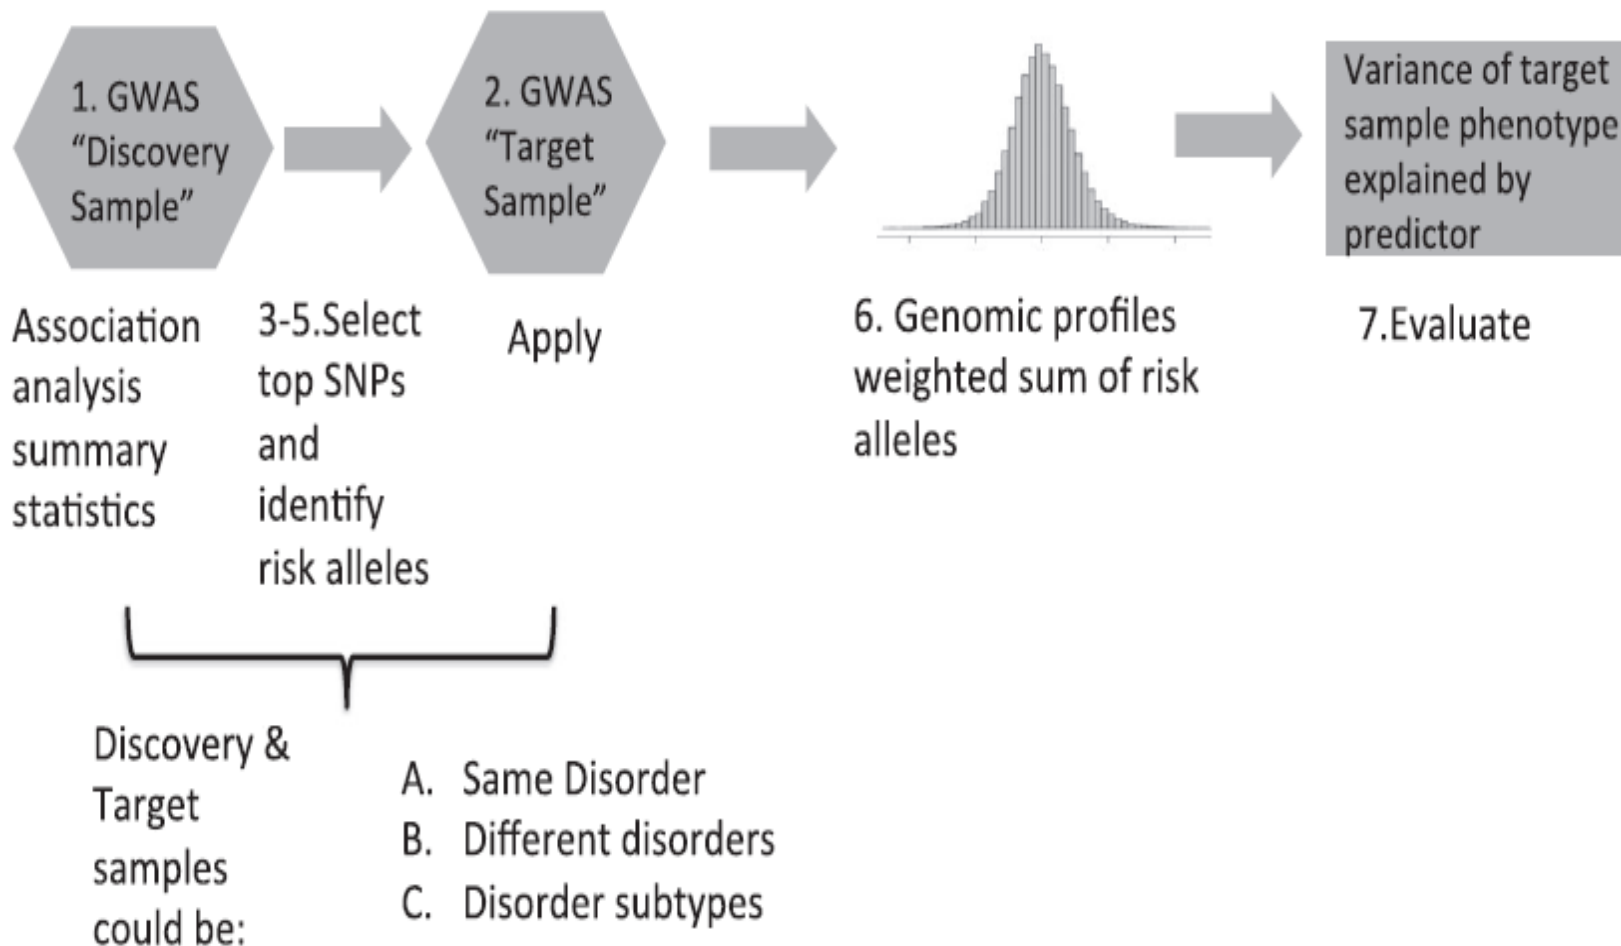 1. GWAS
“Discovery
Sample”
2. GWAS
“Target
Sample”
Variance of target
sample phenotype
explained by
predictor
Association
analysis
summary
statistics
3-5.Select
top SNPs
and
identify
risk alleles
Apply
6. Genomic profiles
weighted sum of risk
alleles
7.Evaluate
Discovery &
Target
samples
could be:
A. Same Disorder
B. Different disorders
C. Disorder subtypes